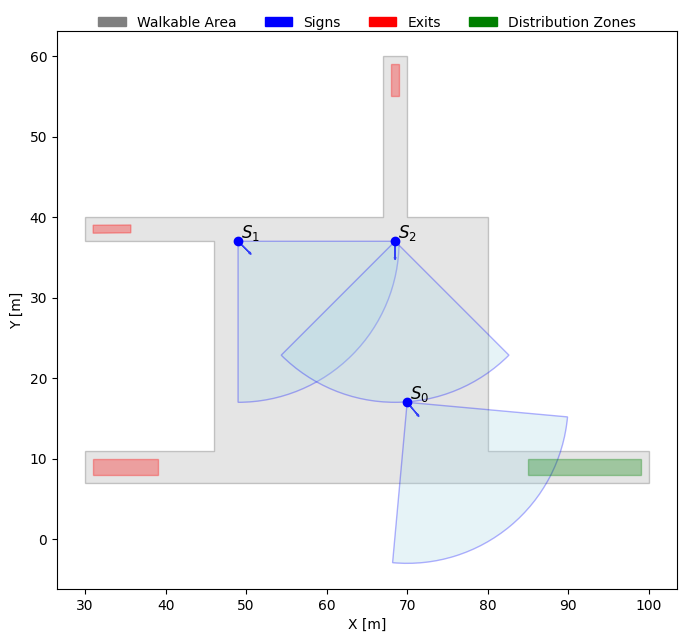 Walkable Area Signs Exits Distribution Zones
60
50
40
30
20
10
0
Y [m]
S₁
S₂
S₀
30 40 50 60 70 80 90 100
X [m]